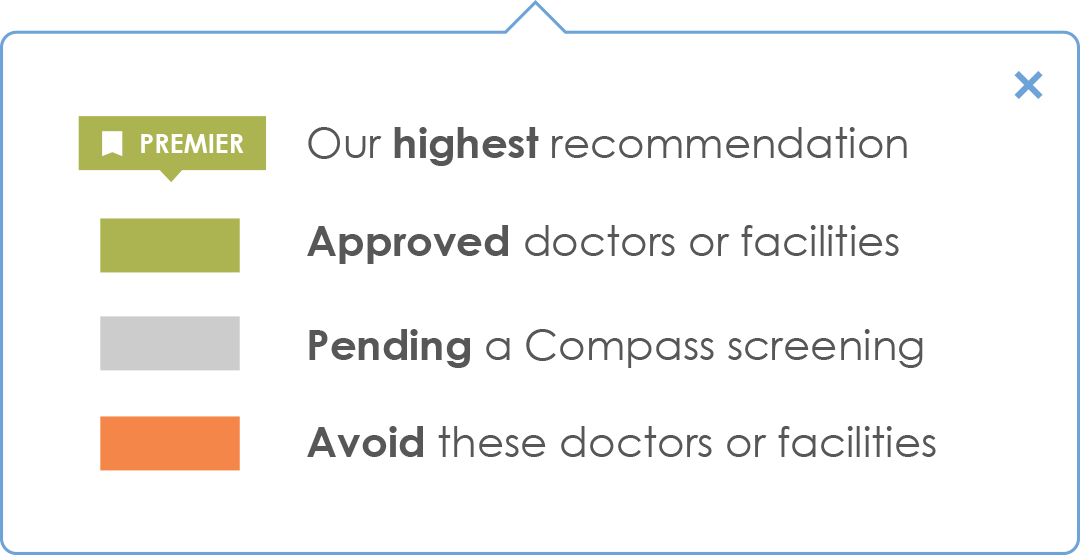 PREMIER Our highest recommendation
Approved doctors or facilities
Pending a Compass screening
Avoid these doctors or facilities